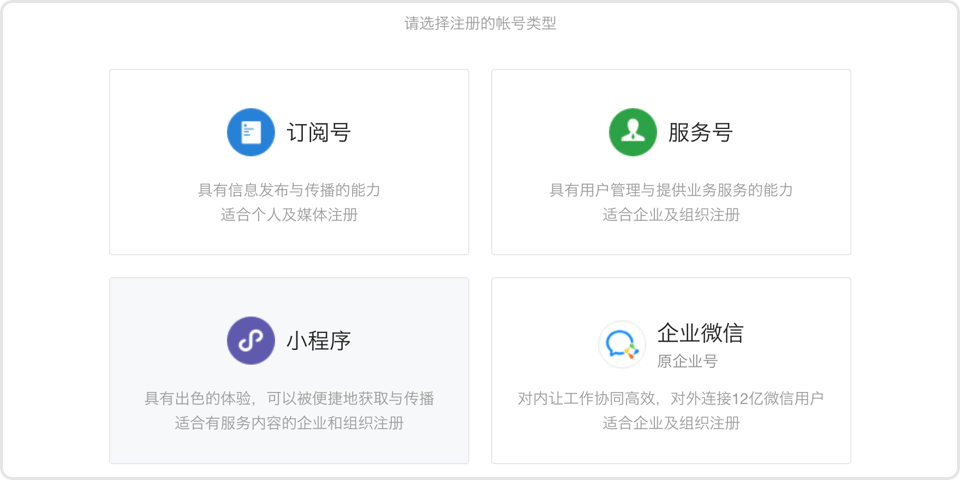 请选择注册的帐号类型
订阅号
具有信息发布与传播的能力
适合个人及媒体注册
服务号
具有用户管理与提供业务服务的能力
适合企业及组织注册
小程序
具有出色的体验，可以被便捷地获取与传播
适合有服务内容的企业和组织注册
企业微信
原企业号
对内让工作协同高效，对外连接12亿微信用户
适合企业及组织注册